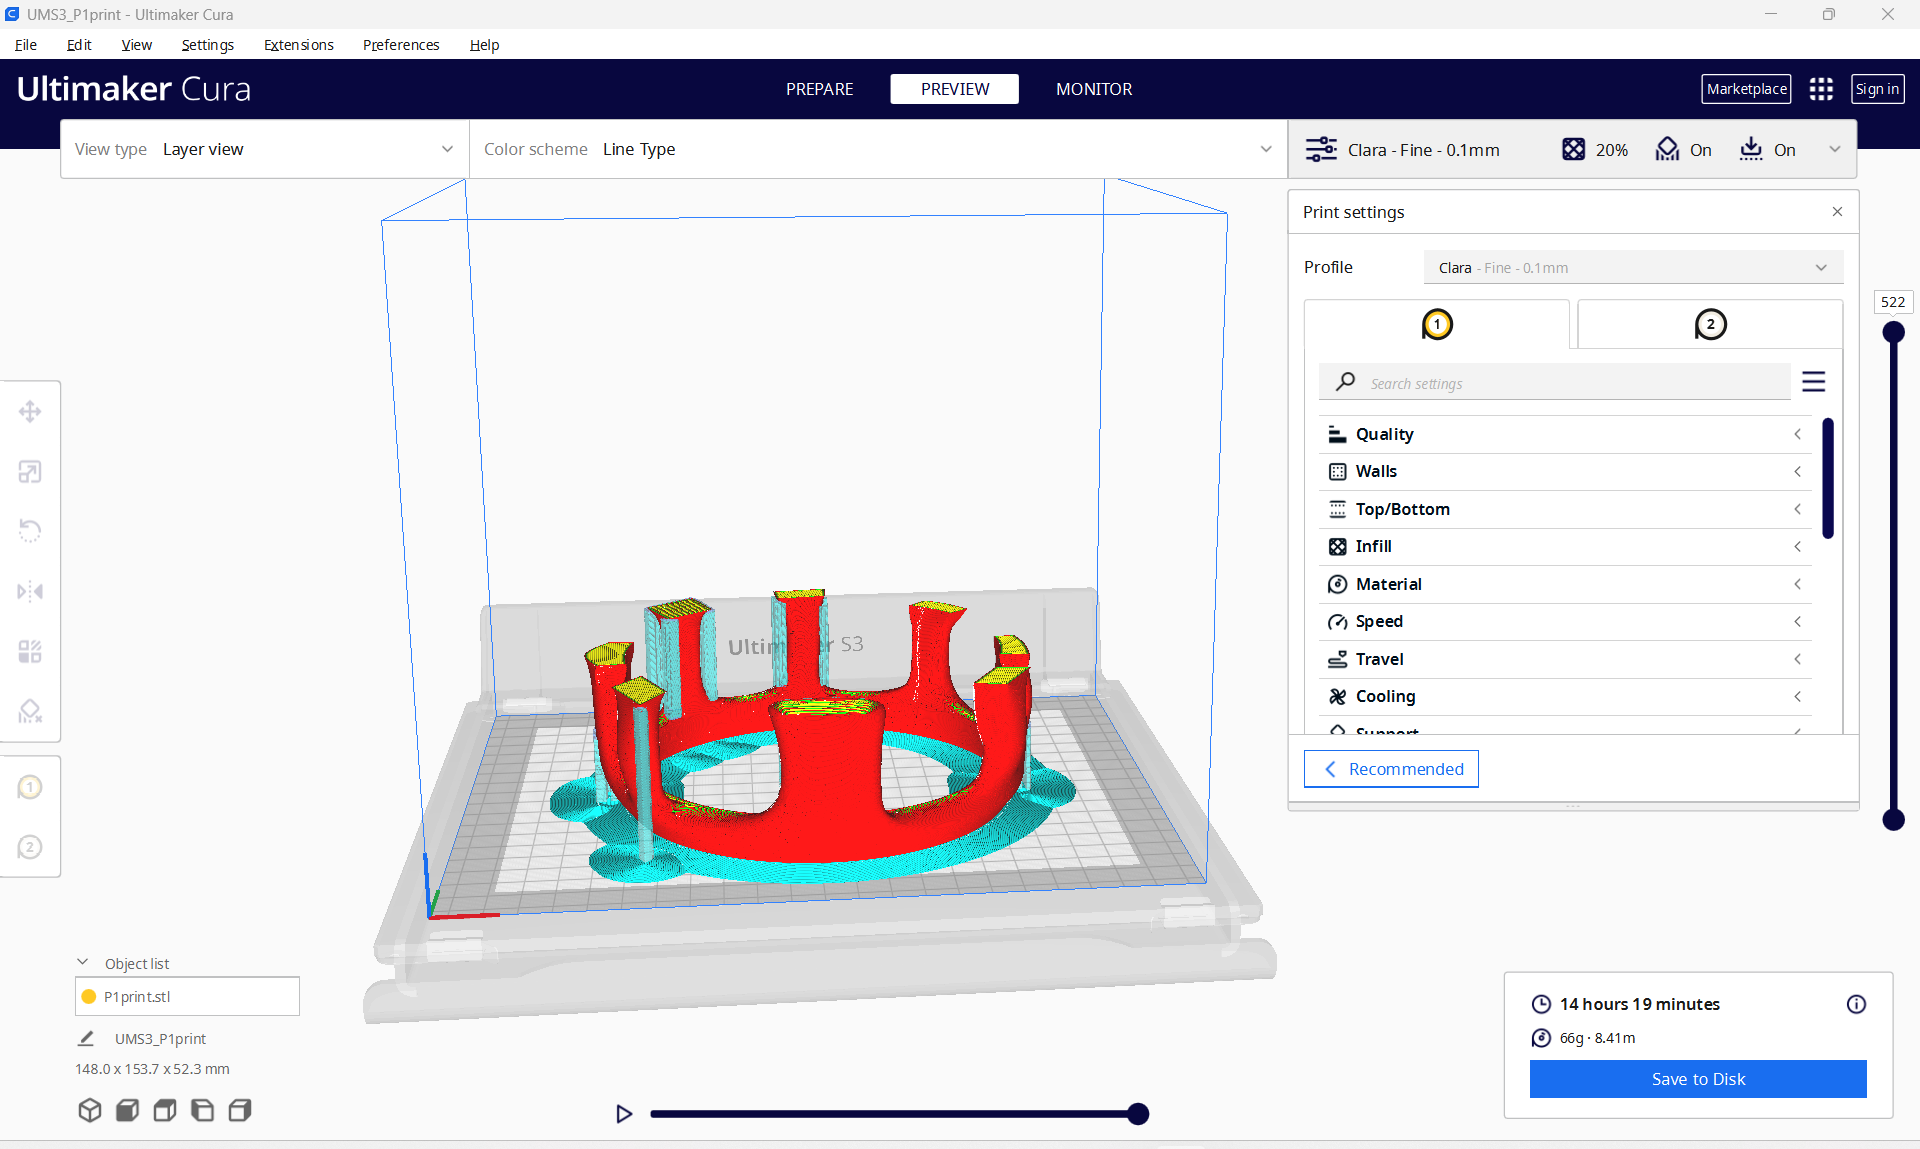 UMS3_P1print - Ultimaker Cura
File Edit View Settings Extensions Preferences Help
Ultimaker Cura
PREPARE PREVIEW MONITOR
Marketplace
Sign in
View type Layer view
Color scheme Line Type
Clara - Fine - 0.1mm 20% On On
Print settings
Profile Clara - Fine - 0.1mm
1 2
Search settings
Quality
Walls
Top/Bottom
Infill
Material
Speed
Travel
Cooling
Support
Recommended
522
S3
1
2
Object list
P1print.stl
UMS3_P1print
148.0 x 153.7 x 52.3 mm
14 hours 19 minutes
66g · 8.41m
Save to Disk